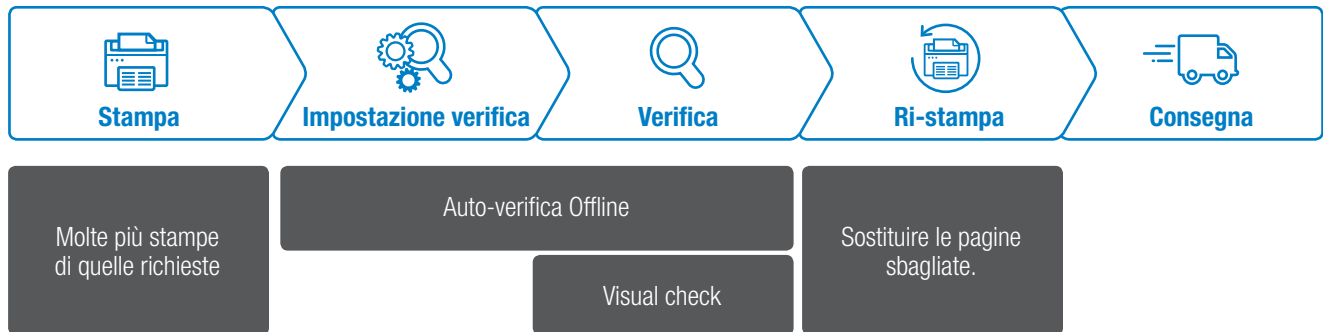 Stampa
Impostazione verifica
Verifica
Ri-stampa
Consegna
Molte più stampe
di quelle richieste
Auto-verifica Offline
Visual check
Sostituire le pagine
sbagliate.